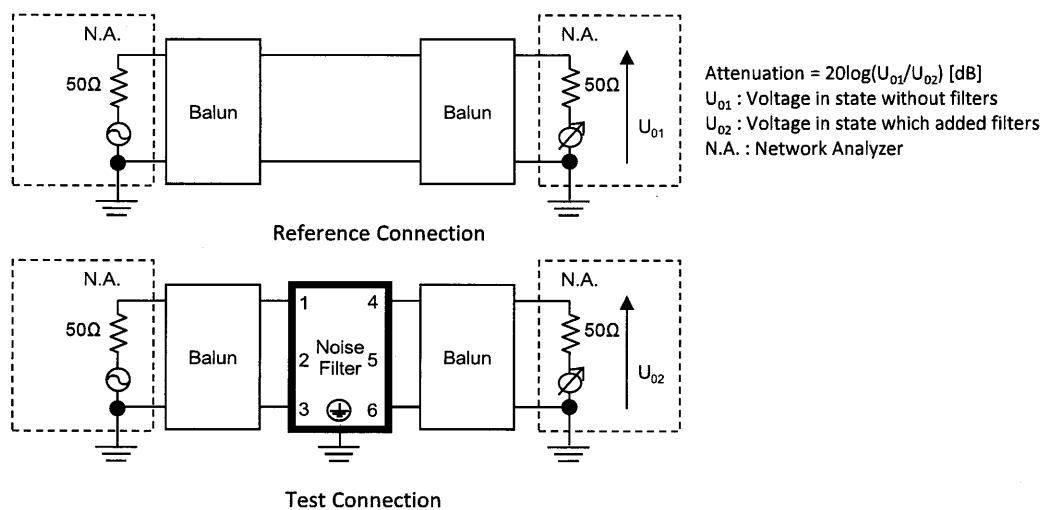 N.A.
50Ω
Balun
Balun
N.A.
50Ω
U01
Attenuation = 20log(U01/U02) [dB]
U01 : Voltage in state without filters
U02 : Voltage in state which added filters
N.A. : Network Analyzer
Reference Connection
N.A.
50Ω
Balun
1 4
2 Noise Filter 5
3 6
Balun
N.A.
50Ω
U02
Test Connection